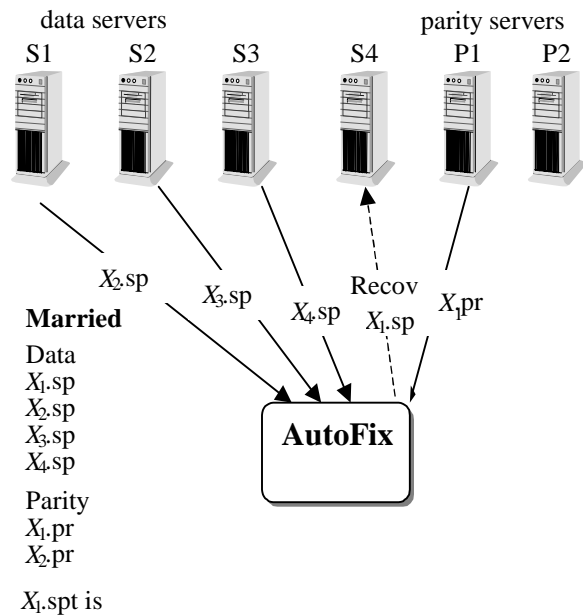 data servers
parity servers
S1 S2 S3 S4 P1 P2
X2.sp
X3.sp
X4.sp
Recov
X1.sp
X1pr
Married
Data
X1.sp
X2.sp
X3.sp
X4.sp
Parity
X1.pr
X2.pr
X1.spt is
AutoFix